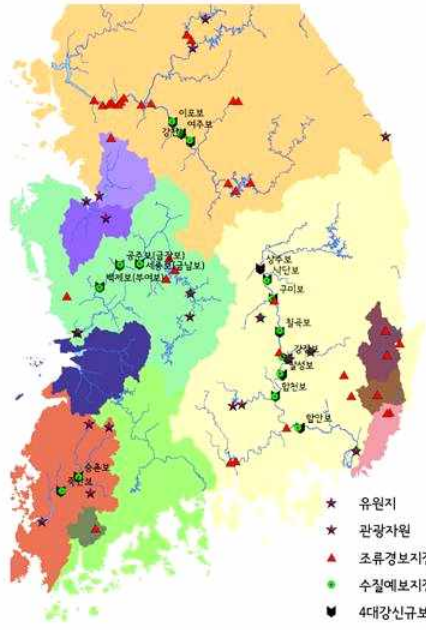 이포보
여주보
강천보
상주보
낙단보
구미보
공주보(금강보)
세종보(금남보)
백제보(부여보)
칠곡보
강정보
달성보
합천보
함안보
승촌보
죽산보
유원지
관광자원
조류경보지점
수질예보지점
4대강신규보